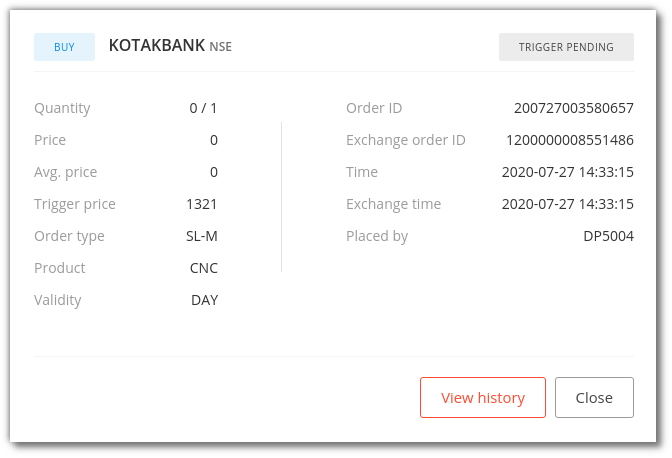 BUY KOTAKBANK NSE TRIGGER PENDING
Quantity 0 / 1 Order ID 200727003580657
Price 0 Exchange order ID 1200000008551486
Avg. price 0 Time 2020-07-27 14:33:15
Trigger price 1321 Exchange time 2020-07-27 14:33:15
Order type SL-M Placed by DP5004
Product CNC
Validity DAY
View history Close